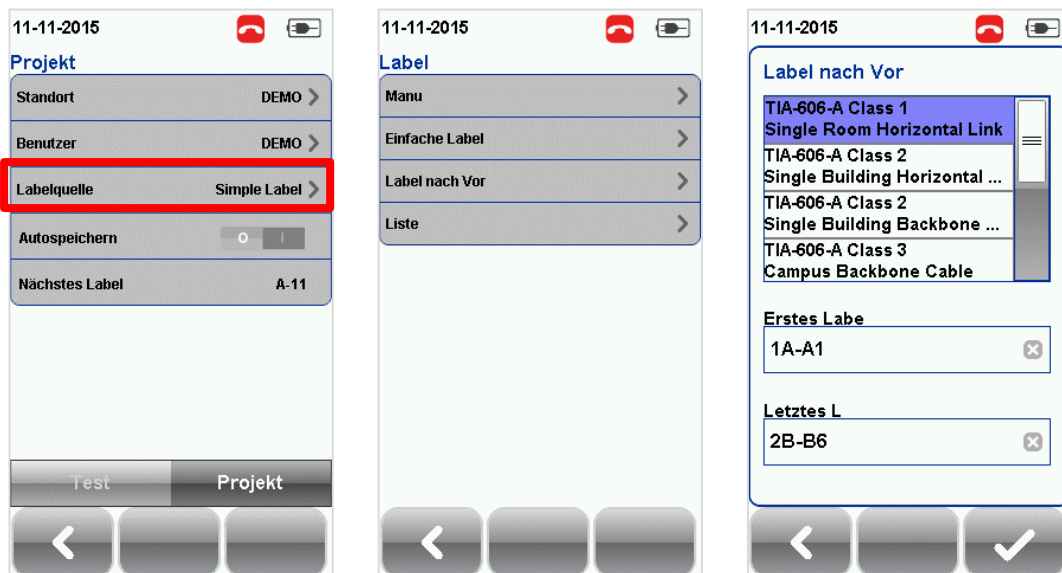 11-11-2015
Projekt
Standort DEMO
Benutzer DEMO
Labelquelle Simple Label
Autospeichern O I
Nächstes Label A-11
Test Projekt
11-11-2015
Label
Manu
Einfache Label
Label nach Vor
Liste
11-11-2015
Label nach Vor
TIA-606-A Class 1
Single Room Horizontal Link
TIA-606-A Class 2
Single Building Horizontal ...
TIA-606-A Class 2
Single Building Backbone ...
TIA-606-A Class 3
Campus Backbone Cable
Erstes Labe
1A-A1
Letztes L
2B-B6